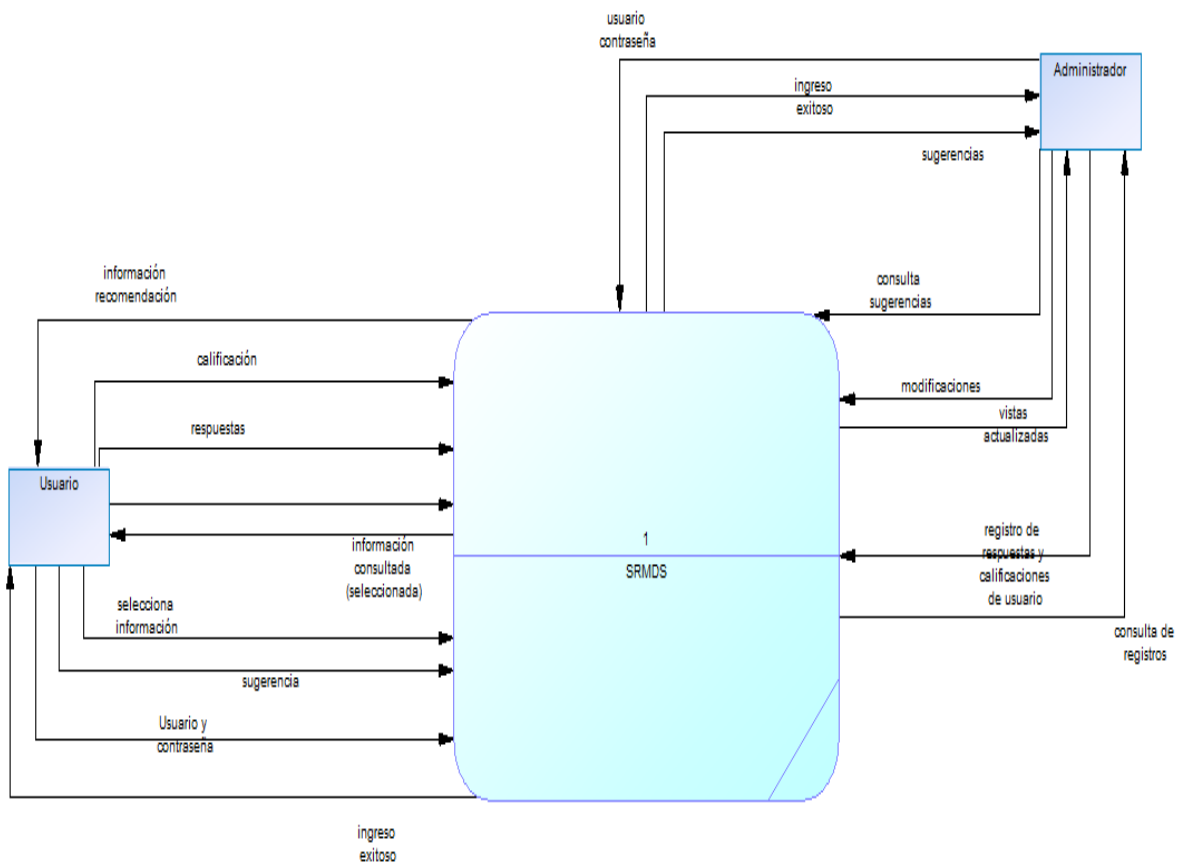 usuario
contraseña
Administrador
ingreso
exitoso
sugerencias
información
recomendación
consulta
sugerencias
calificación
modificaciones
vistas
actualizadas
respuestas
Usuario
información
consultada
(seleccionada)
1
SRMDS
registro de
respuestas y
calificaciones
de usuario
selecciona
información
consulta de
registros
sugerencia
Usuario y
contraseña
ingreso
exitoso